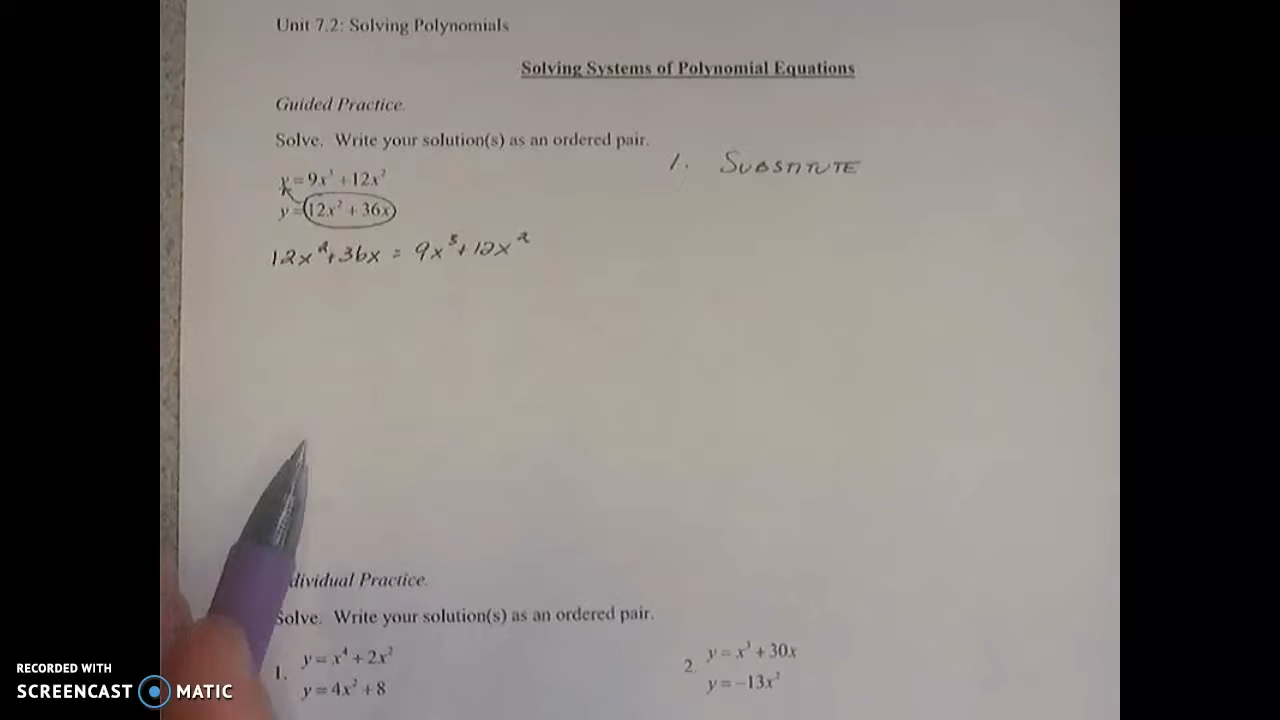 Unit 7.2: Solving Polynomials
Solving Systems of Polynomial Equations
Guided Practice.
Solve. Write your solution(s) as an ordered pair.
1. SUBSTITUTE
y = 9x³ + 12x²
y = 12x² + 36x
12x² + 36x = 9x³ + 12x²
dividual Practice.
Solve. Write your solution(s) as an ordered pair.
1. y = x⁴ + 2x²
y = 4x² + 8
2. y = x³ + 30x
y = −13x²
RECORDED WITH
SCREENCAST MATIC